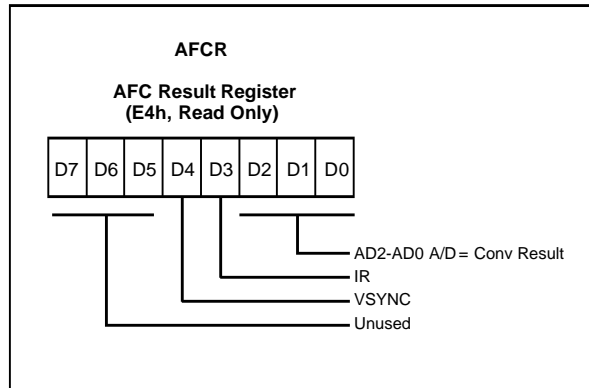 AFCR
AFC Result Register
(E4h, Read Only)
D7 D6 D5 D4 D3 D2 D1 D0
AD2-AD0 A/D = Conv Result
IR
VSYNC
Unused